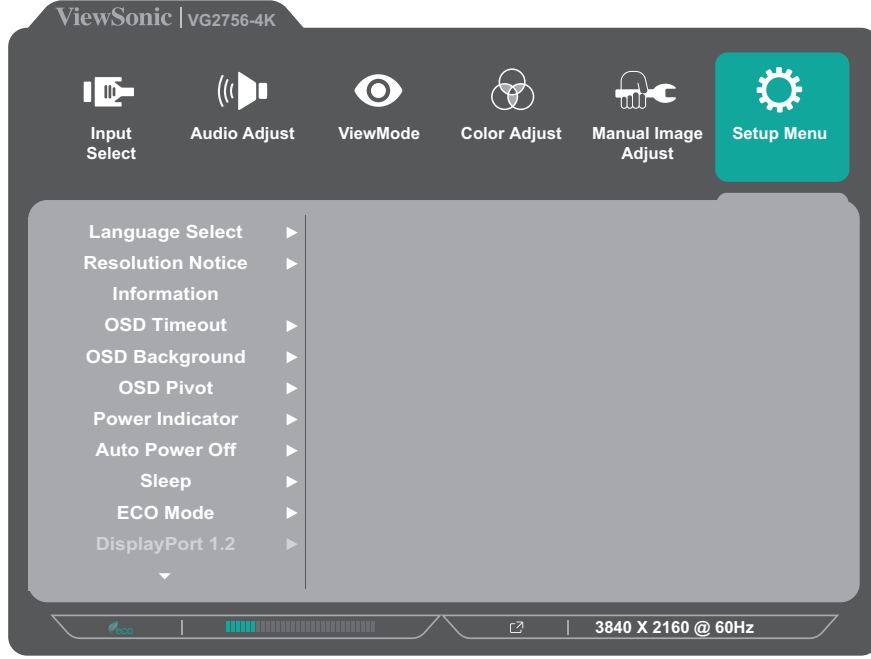 ViewSonic | VG2756-4K
Input Select
Audio Adjust
ViewMode
Color Adjust
Manual Image Adjust
Setup Menu
Language Select
Resolution Notice
Information
OSD Timeout
OSD Background
OSD Pivot
Power Indicator
Auto Power Off
Sleep
ECO Mode
DisplayPort 1.2
eco
3840 X 2160 @ 60Hz